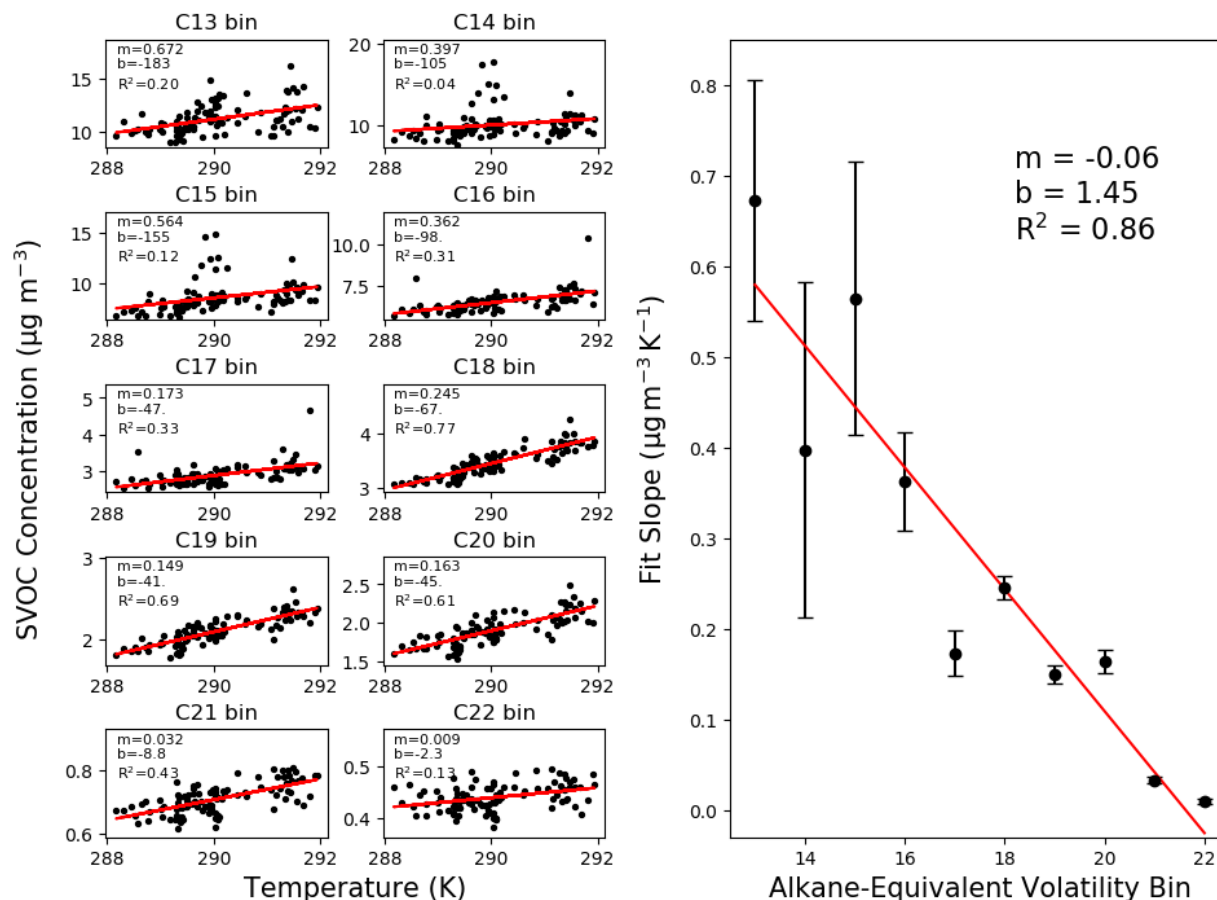 C13 bin
m=0.672
b=-183
R²=0.20
15
10
288
290
292
C14 bin
m=0.397
b=-105
R²=0.04
20
10
288
290
292
C15 bin
m=0.564
b=-155
R²=0.12
15
10
288
290
292
C16 bin
m=0.362
b=-98.
R²=0.31
10.0
7.5
288
290
292
C17 bin
m=0.173
b=-47.
R²=0.33
5
4
3
288
290
292
C18 bin
m=0.245
b=-67.
R²=0.77
4
3
288
290
292
C19 bin
m=0.149
b=-41.
R²=0.69
3
2
288
290
292
C20 bin
m=0.163
b=-45.
R²=0.61
2.5
2.0
1.5
288
290
292
C21 bin
m=0.032
b=-8.8
R²=0.43
0.8
0.6
288
290
292
C22 bin
m=0.009
b=-2.3
R²=0.13
0.5
0.4
288
290
292
SVOC Concentration (µg m⁻³)
Temperature (K)
m = -0.06
b = 1.45
R² = 0.86
0.8
0.7
0.6
0.5
0.4
0.3
0.2
0.1
0.0
14
16
18
20
22
Fit Slope (µg m⁻³ K⁻¹)
Alkane-Equivalent Volatility Bin